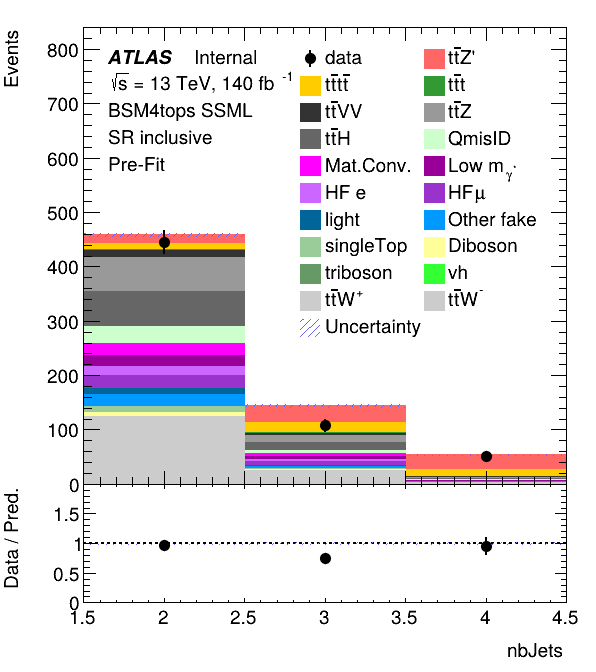 Events
800
700
600
500
400
300
200
100
0
ATLAS Internal
√s = 13 TeV, 140 fb⁻¹
BSM4tops SSML
SR inclusive
Pre-Fit
data
tt̄Z'
tt̄tt̄
tt̄t
tt̄VV
tt̄Z
tt̄H
QmisID
Mat.Conv.
Low m_γ*
HF e
HF μ
light
Other fake
singleTop
Diboson
triboson
vh
tt̄W⁺
tt̄W⁻
Uncertainty
Data / Pred.
1.5
1
0.5
0
1.5 2 2.5 3 3.5 4 4.5
nbJets